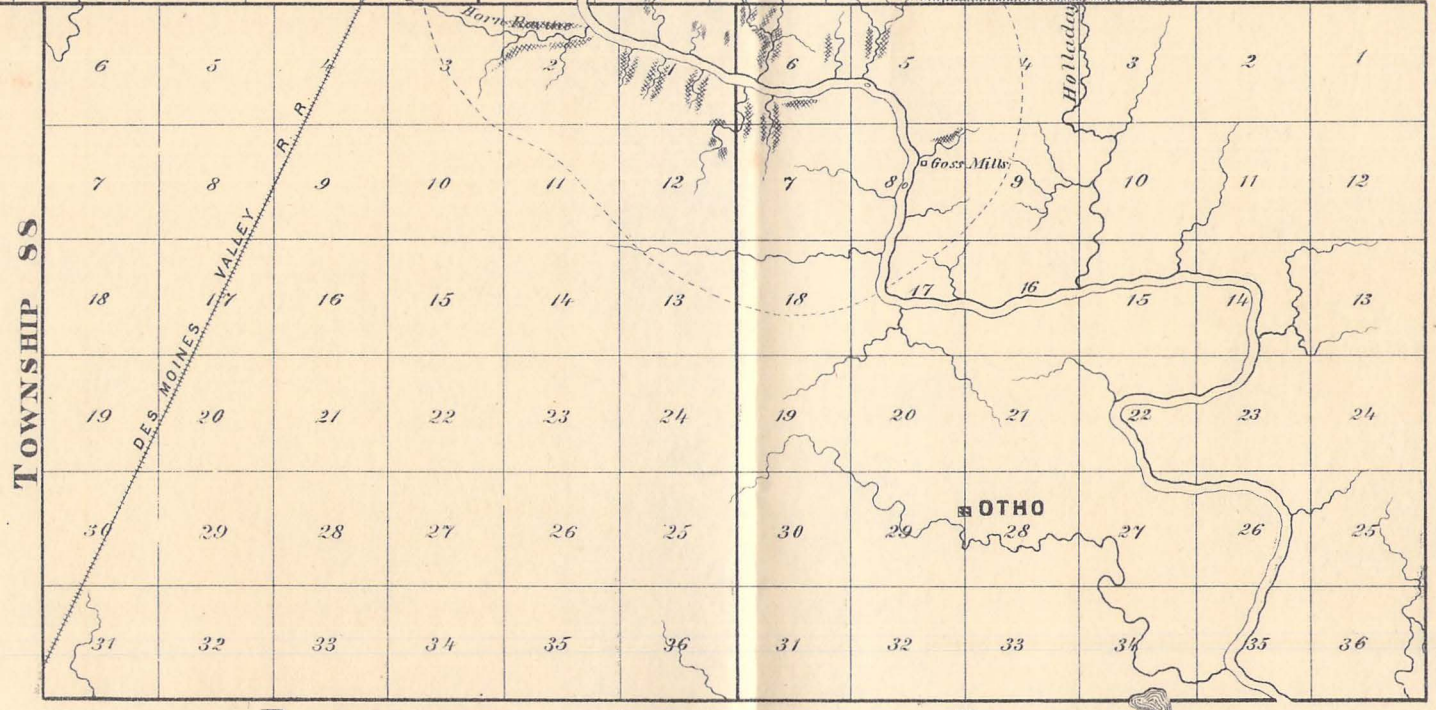 Horn Ravine
Holladay
6 5 4 3 2 1 6 5 4 3 2 1
R. R.
Goss Mills
7 8 9 10 11 12 7 8 9 10 11 12
VALLEY
18 17 16 15 14 13 18 17 16 15 14 13
TOWNSHIP 88
DES MOINES
19 20 21 22 23 24 19 20 21 22 23 24
OTHO
30 29 28 27 26 25 30 29 28 27 26 25
31 32 33 34 35 36 31 32 33 34 35 36